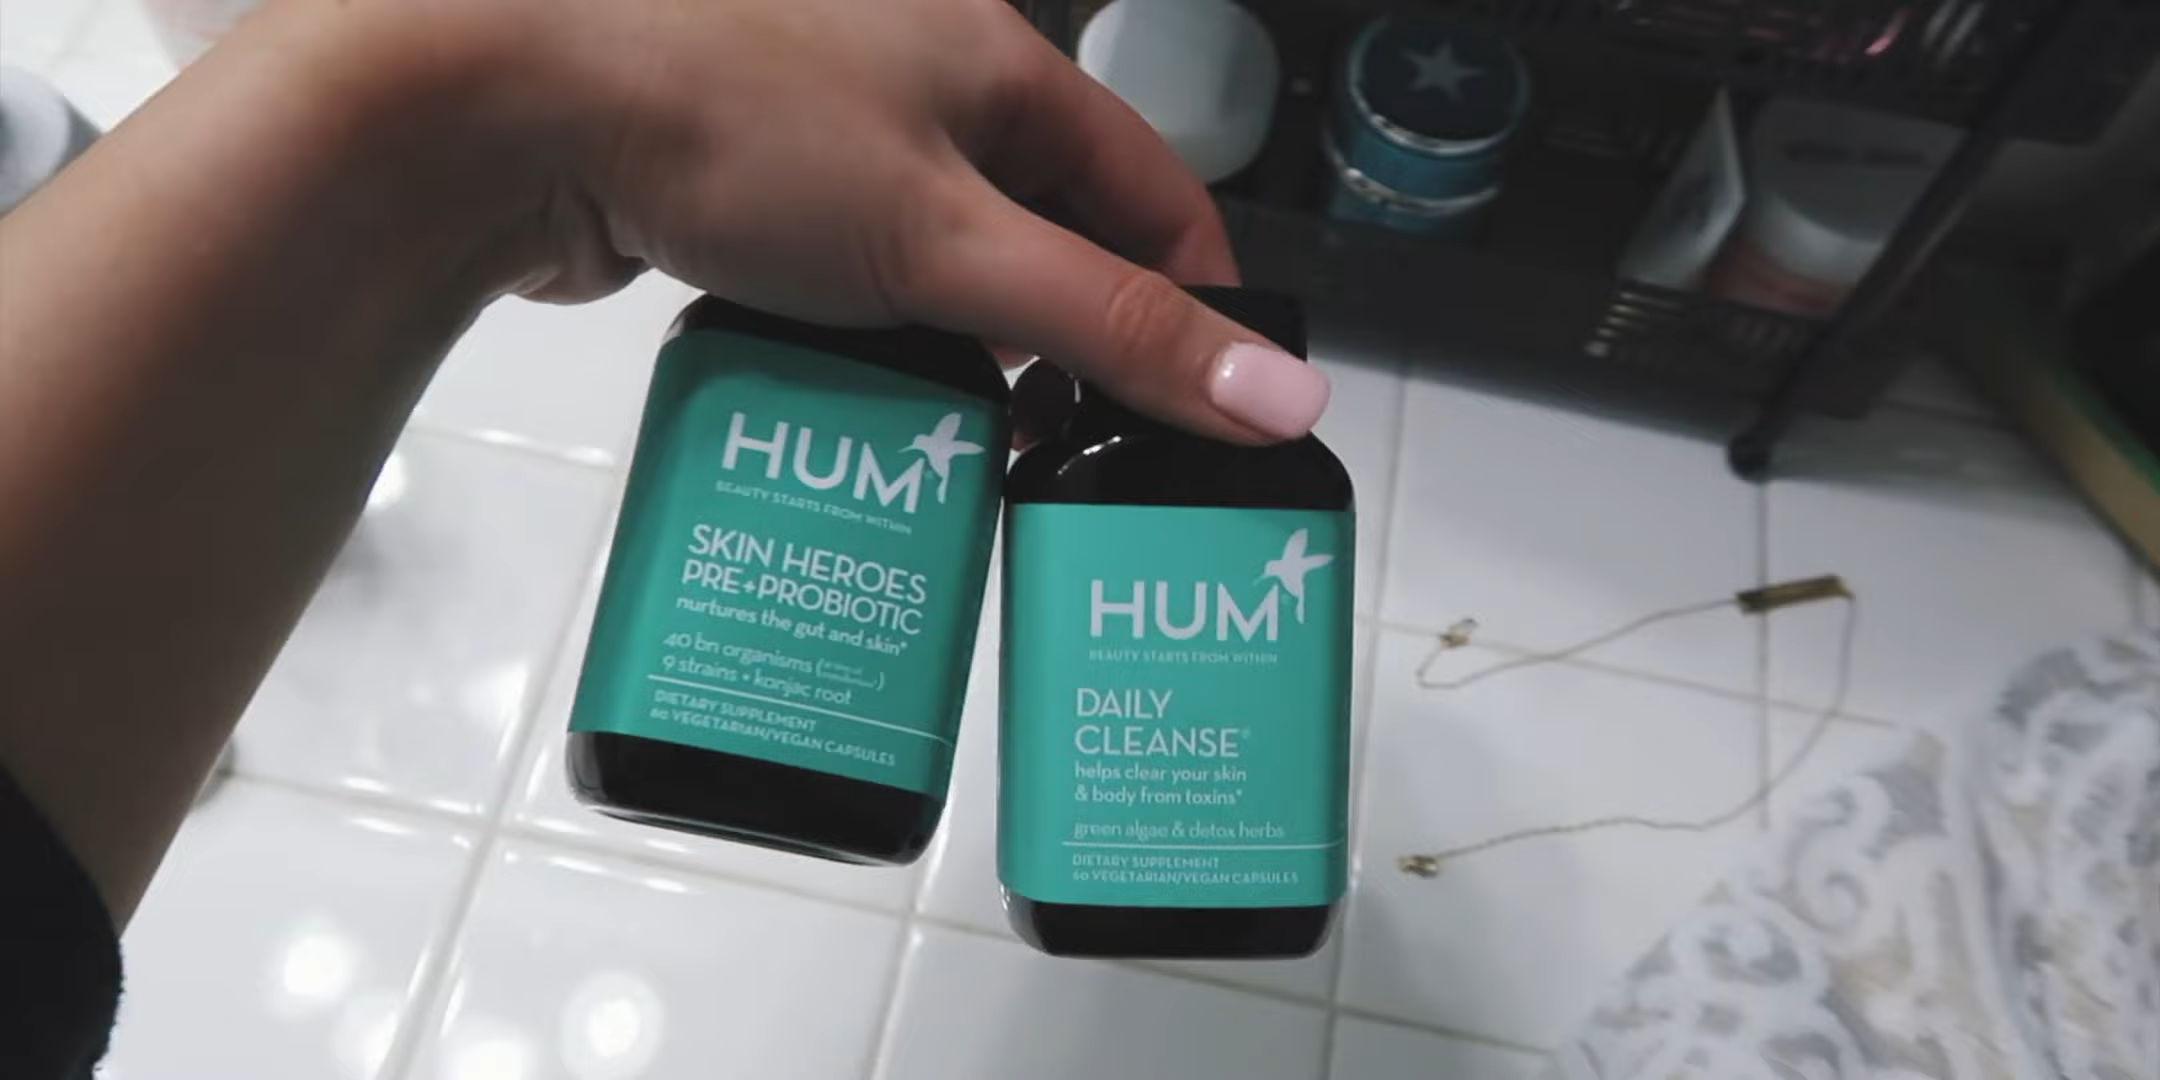 HUM
BEAUTY STARTS FROM WITHIN
SKIN HEROES
PRE+PROBIOTIC
nurtures the gut and skin*
40 bn organisms (
)
9 strains • konjac root
DIETARY SUPPLEMENT
60 VEGETARIAN/VEGAN CAPSULES
HUM
BEAUTY STARTS FROM WITHIN
DAILY
CLEANSE®
helps clear your skin
& body from toxins*
green algae & detox herbs
DIETARY SUPPLEMENT
60 VEGETARIAN/VEGAN CAPSULES